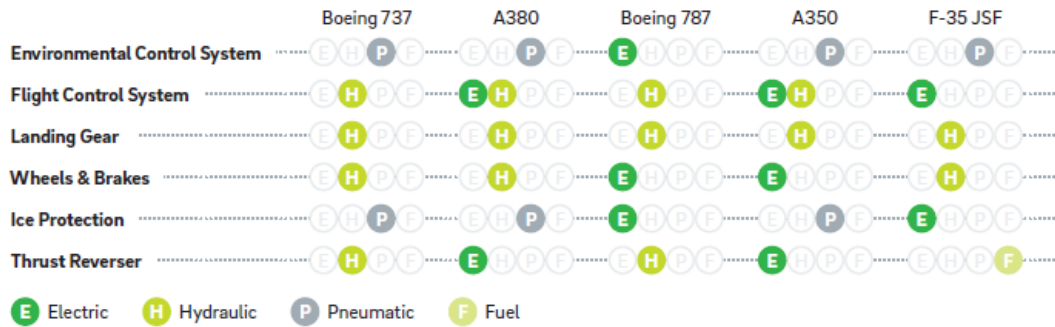 Boeing 737 A380 Boeing 787 A350 F-35 JSF
Environmental Control System E H P F E H P F E H P F E H P F E H P F
Flight Control System E H P F E H P F E H P F E H P F E H P F
Landing Gear E H P F E H P F E H P F E H P F E H P F
Wheels & Brakes E H P F E H P F E H P F E H P F E H P F
Ice Protection E H P F E H P F E H P F E H P F E H P F
Thrust Reverser E H P F E H P F E H P F E H P F E H P F
E Electric H Hydraulic P Pneumatic F Fuel